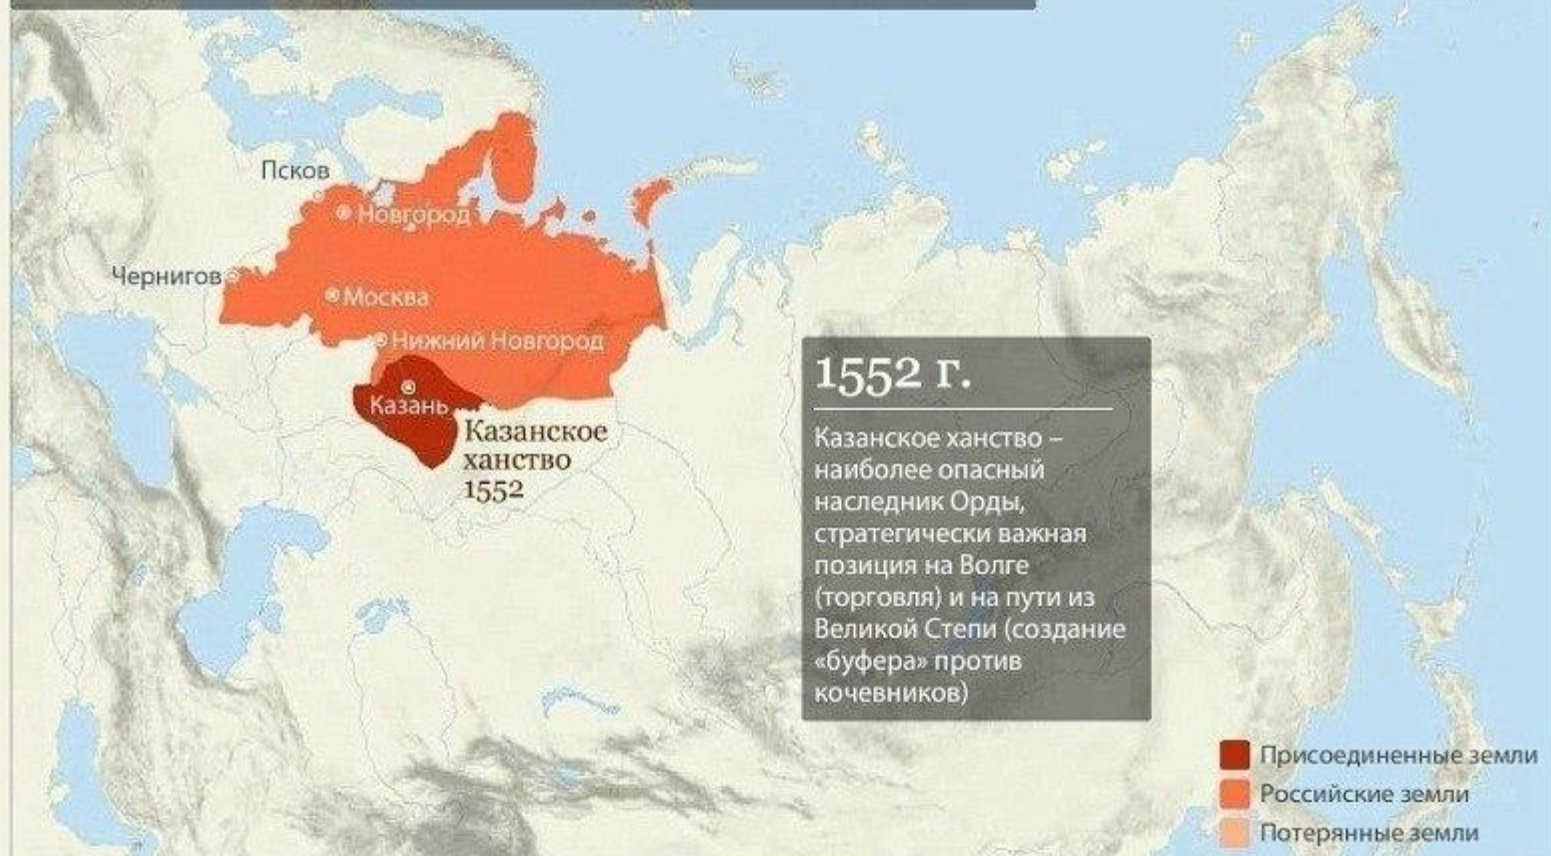 Псков
Новгород
Чернигов
Москва
Нижний Новгород
Казань
Казанское
ханство
1552
1552 г.
Казанское ханство –
наиболее опасный
наследник Орды,
стратегически важная
позиция на Волге
(торговля) и на пути из
Великой Степи (создание
«буфера» против
кочевников)
Присоединенные земли
Российские земли
Потерянные земли